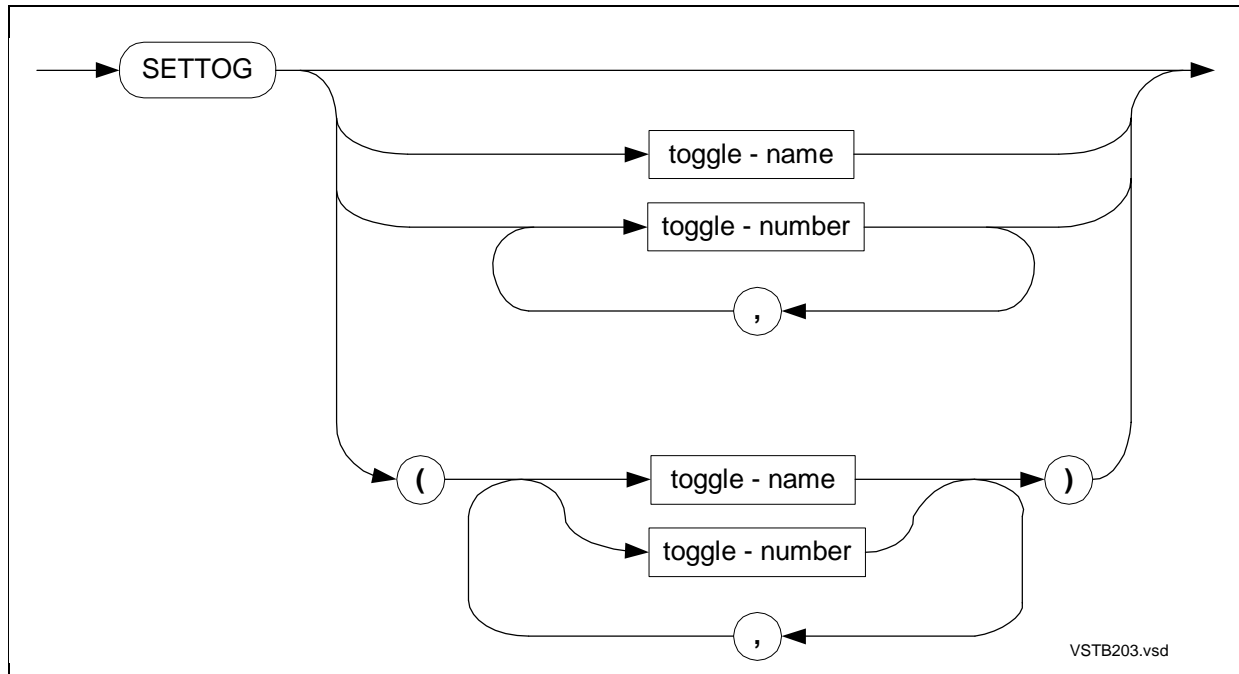 SETTOG
toggle - name
toggle - number
,
( toggle - name )
toggle - number
,
VSTB203.vsd